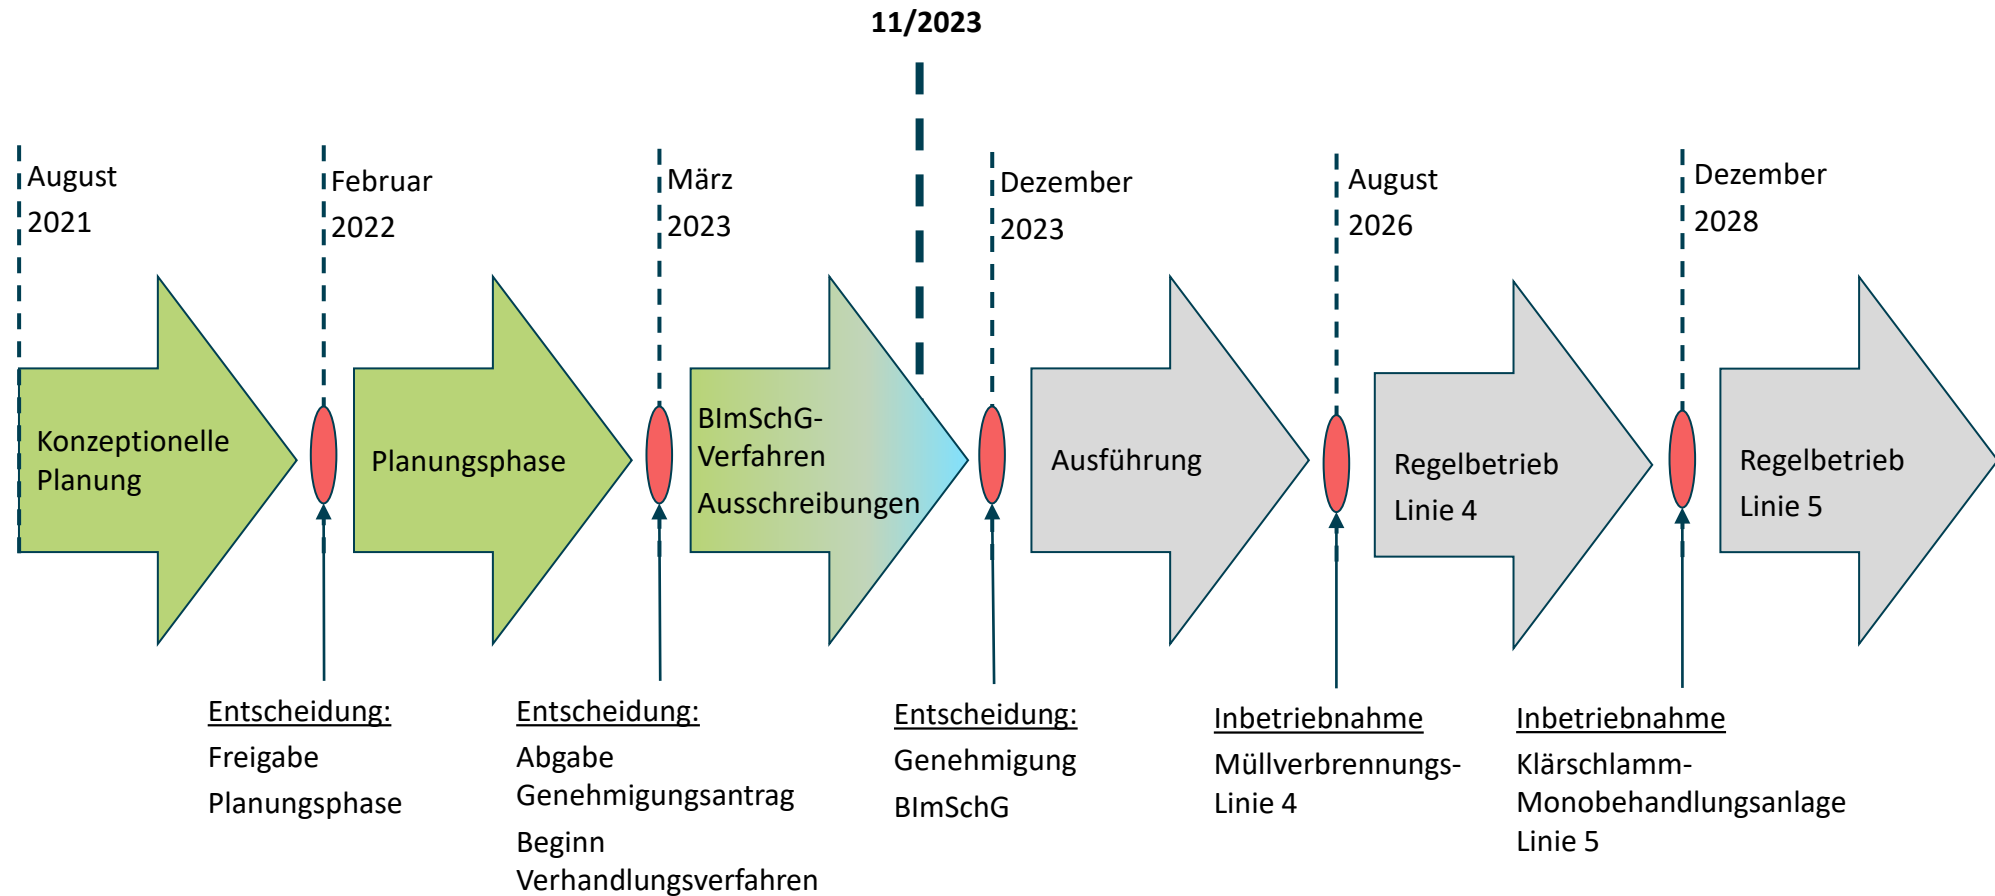 11/2023
August
2021
Februar
2022
März
2023
Dezember
2023
August
2026
Dezember
2028
Konzeptionelle
Planung
Planungsphase
BImSchG-
Verfahren
Ausschreibungen
Ausführung
Regelbetrieb
Linie 4
Regelbetrieb
Linie 5
Entscheidung:
Freigabe
Planungsphase
Entscheidung:
Abgabe
Genehmigungsantrag
Beginn
Verhandlungsverfahren
Entscheidung:
Genehmigung
BImSchG
Inbetriebnahme
Müllverbrennungs-
Linie 4
Inbetriebnahme
Klärschlamm-
Monobehandlungsanlage
Linie 5